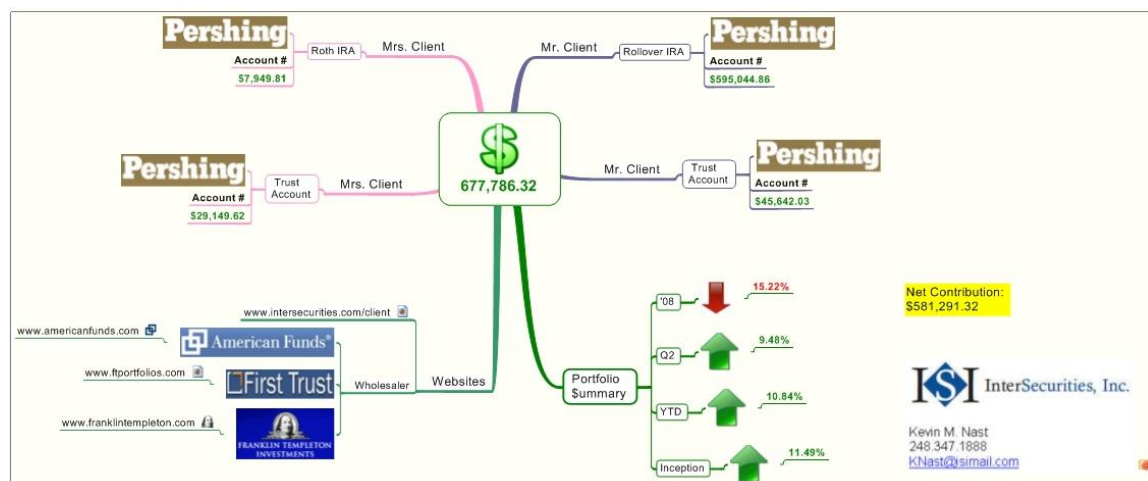 Pershing
Roth IRA
Mrs. Client
Account #
$7,949.81
Mr. Client
Rollover IRA
Pershing
Account #
$595,044.86
$
677,786.32
Pershing
Trust
Account
Mrs. Client
Account #
$29,149.62
Mr. Client
Trust
Account
Pershing
Account #
$45,642.03
www.intersecurities.com/client
www.americanfunds.com
American Funds®
www.ftportfolios.com
First Trust
Wholesaler
Websites
www.franklintempleton.com
FRANKLIN TEMPLETON
INVESTMENTS
Portfolio
$ummary
'08
15.22%
Q2
9.48%
YTD
10.84%
Inception
11.49%
Net Contribution:
$581,291.32
ISI InterSecurities, Inc.
Kevin M. Nast
248.347.1888
KNast@isimail.com